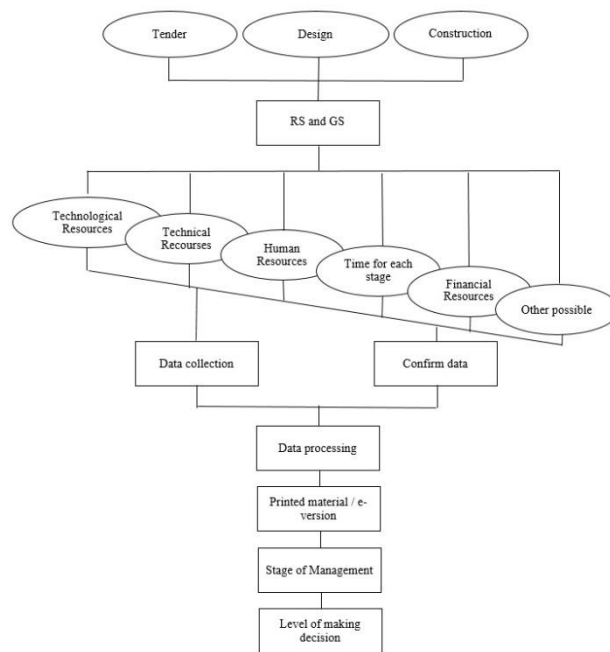 Tender
Design
Construction
RS and GS
Technological
Resources
Technical
Recourses
Human
Resources
Time for each
stage
Financial
Resources
Other possible
Data collection
Confirm data
Data processing
Printed material / e-
version
Stage of Management
Level of making
decision